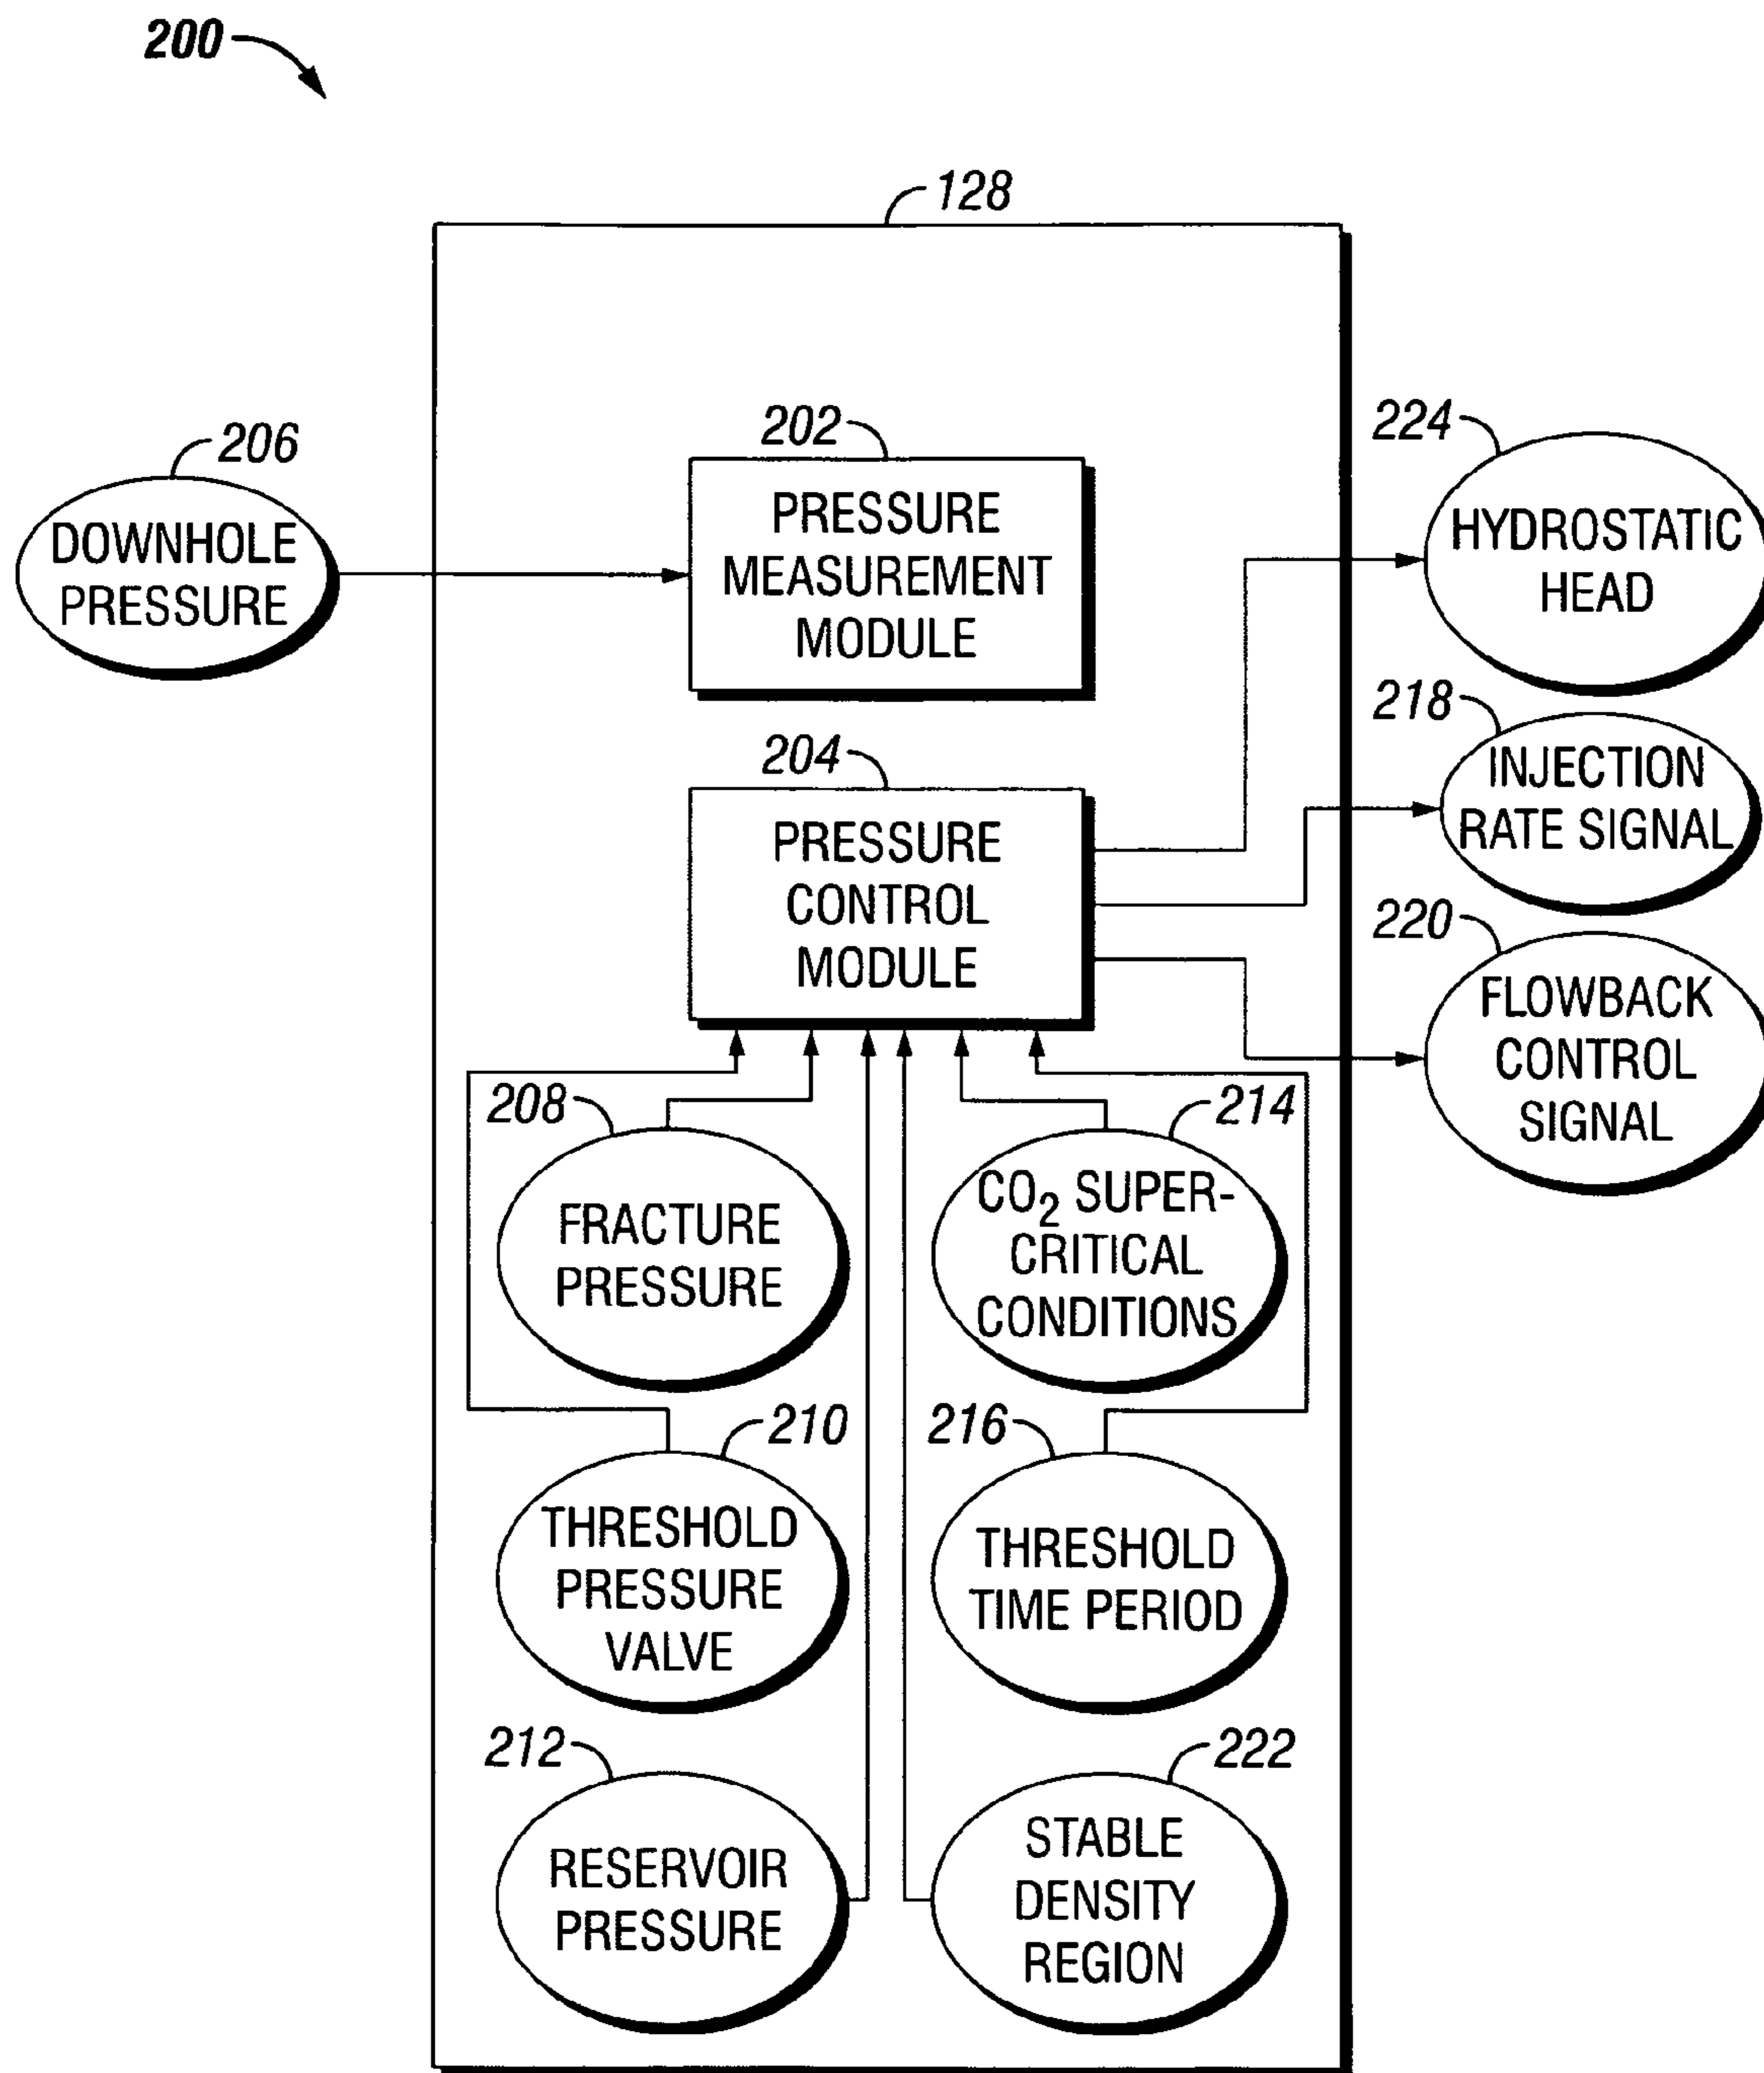 200
128
206
DOWNHOLE
PRESSURE
202
PRESSURE
MEASUREMENT
MODULE
224
HYDROSTATIC
HEAD
204
PRESSURE
CONTROL
MODULE
218
INJECTION
RATE SIGNAL
220
FLOWBACK
CONTROL
SIGNAL
208
FRACTURE
PRESSURE
214
CO₂ SUPER-
CRITICAL
CONDITIONS
210
THRESHOLD
PRESSURE
VALVE
216
THRESHOLD
TIME PERIOD
212
RESERVOIR
PRESSURE
222
STABLE
DENSITY
REGION